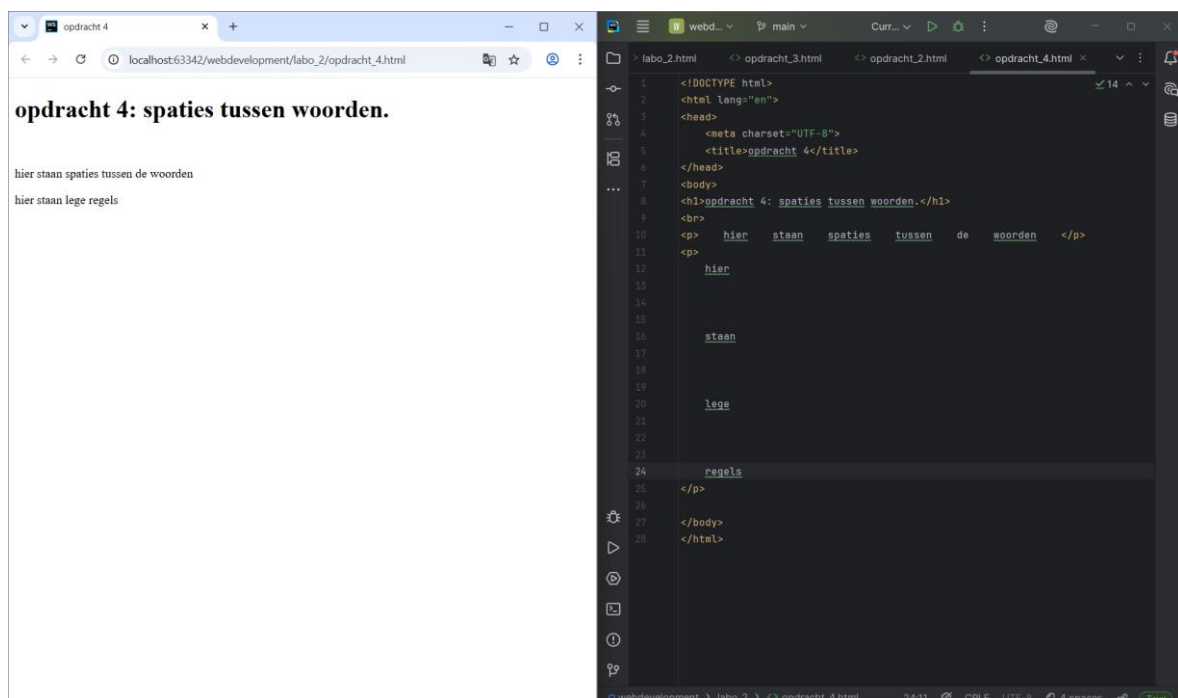 opdracht 4
localhost:63342/webdevelopment/labo_2/opdracht_4.html
opdracht 4: spaties tussen woorden.
hier staan spaties tussen de woorden
hier staan lege regels
W webd... main Curr...
labo_2.html <> opdracht_3.html <> opdracht_2.html <> opdracht_4.html
14
1 <!DOCTYPE html>
2 <html lang="en">
3 <head>
4 <meta charset="UTF-8">
5 <title>opdracht 4</title>
6 </head>
7 <body>
8 <h1>opdracht 4: spaties tussen woorden.</h1>
9 <br>
10 <p> hier staan spaties tussen de woorden </p>
11 <p>
12 hier
13
14
15
16 staan
17
18
19
20 lege
21
22
23
24 regels
25 </p>
26
27 </body>
28 </html>
webdevelopment > labo_2 > <> opdracht_4.html 24:11 CRLF UTF-8 4 spaces